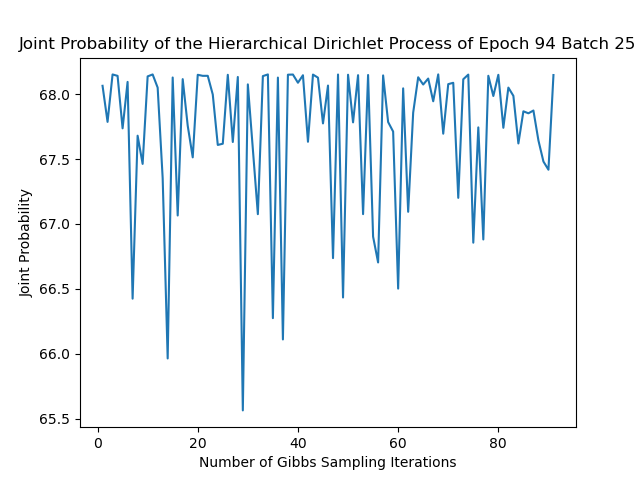 Joint Probability of the Hierarchical Dirichlet Process of Epoch 94 Batch 25
Joint Probability
68.0
67.5
67.0
66.5
66.0
65.5
0 20 40 60 80
Number of Gibbs Sampling Iterations